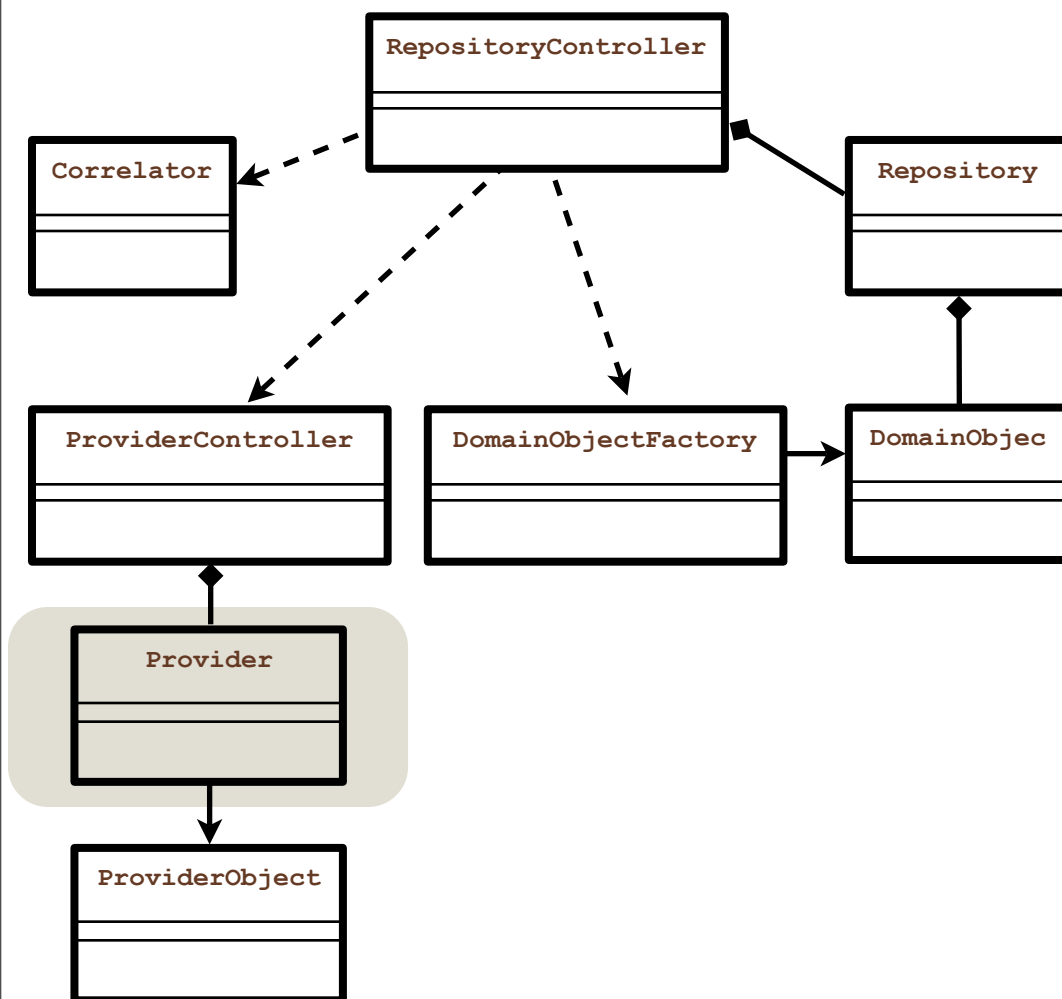 RepositoryController
Correlator
Repository
ProviderController
DomainObjectFactory
DomainObjec
Provider
ProviderObject